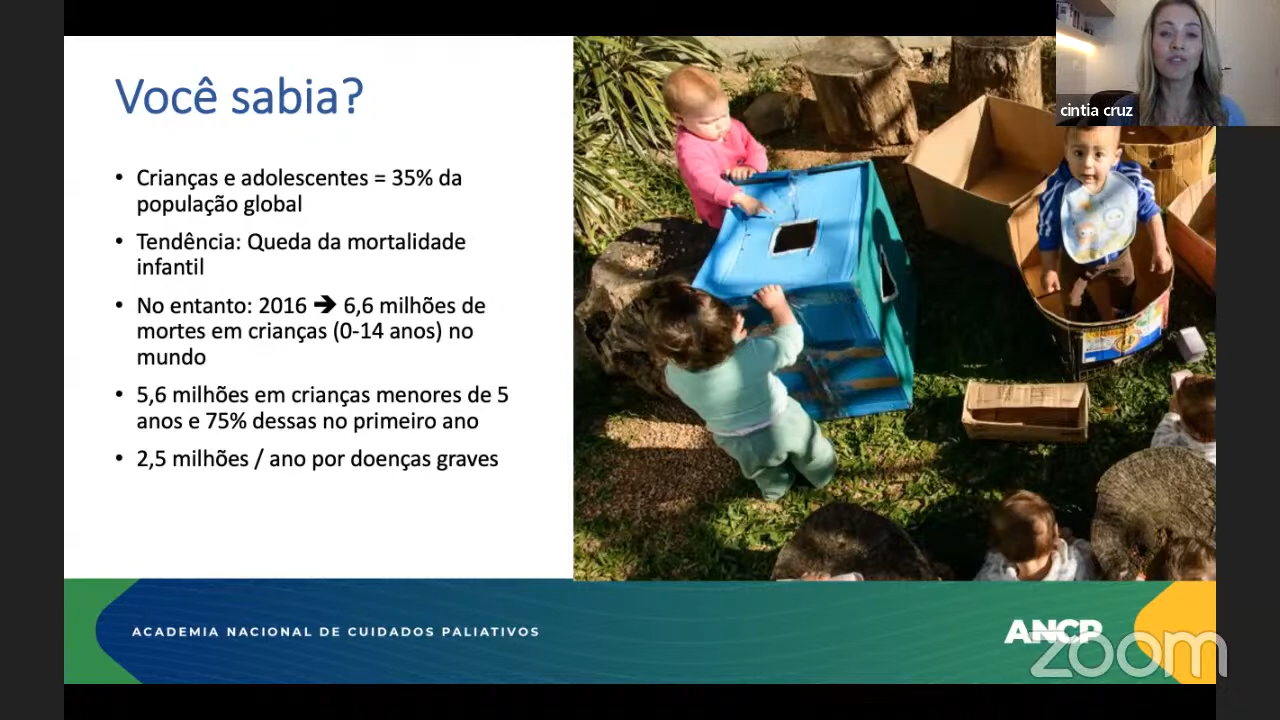 cintia cruz
Você sabia?
• Crianças e adolescentes = 35% da
população global
• Tendência: Queda da mortalidade
infantil
• No entanto: 2016 → 6,6 milhões de
mortes em crianças (0-14 anos) no
mundo
• 5,6 milhões em crianças menores de 5
anos e 75% dessas no primeiro ano
• 2,5 milhões / ano por doenças graves
ACADEMIA NACIONAL DE CUIDADOS PALIATIVOS
ANCP
zoom